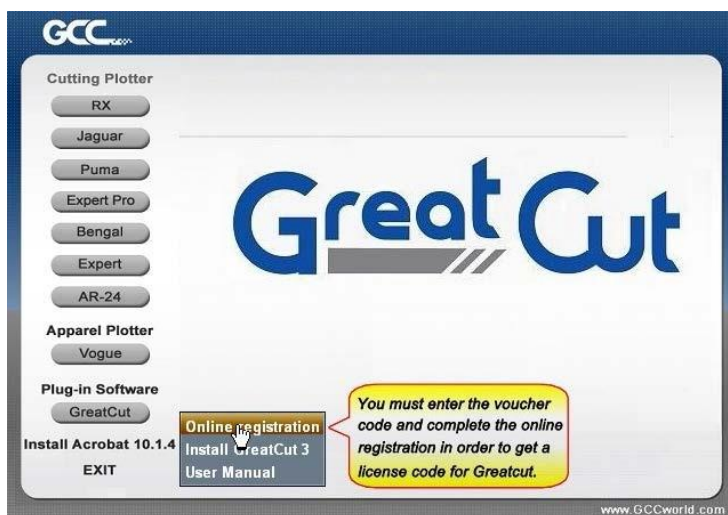 GCC
Cutting Plotter
RX
Jaguar
Puma
Expert Pro
Bengal
Expert
AR-24
Apparel Plotter
Vogue
Plug-in Software
GreatCut
Install Acrobat 10.1.4
EXIT
Great Cut
Online registration
Install GreatCut 3
User Manual
You must enter the voucher
code and complete the online
registration in order to get a
license code for Greatcut.
www.GCCworld.com